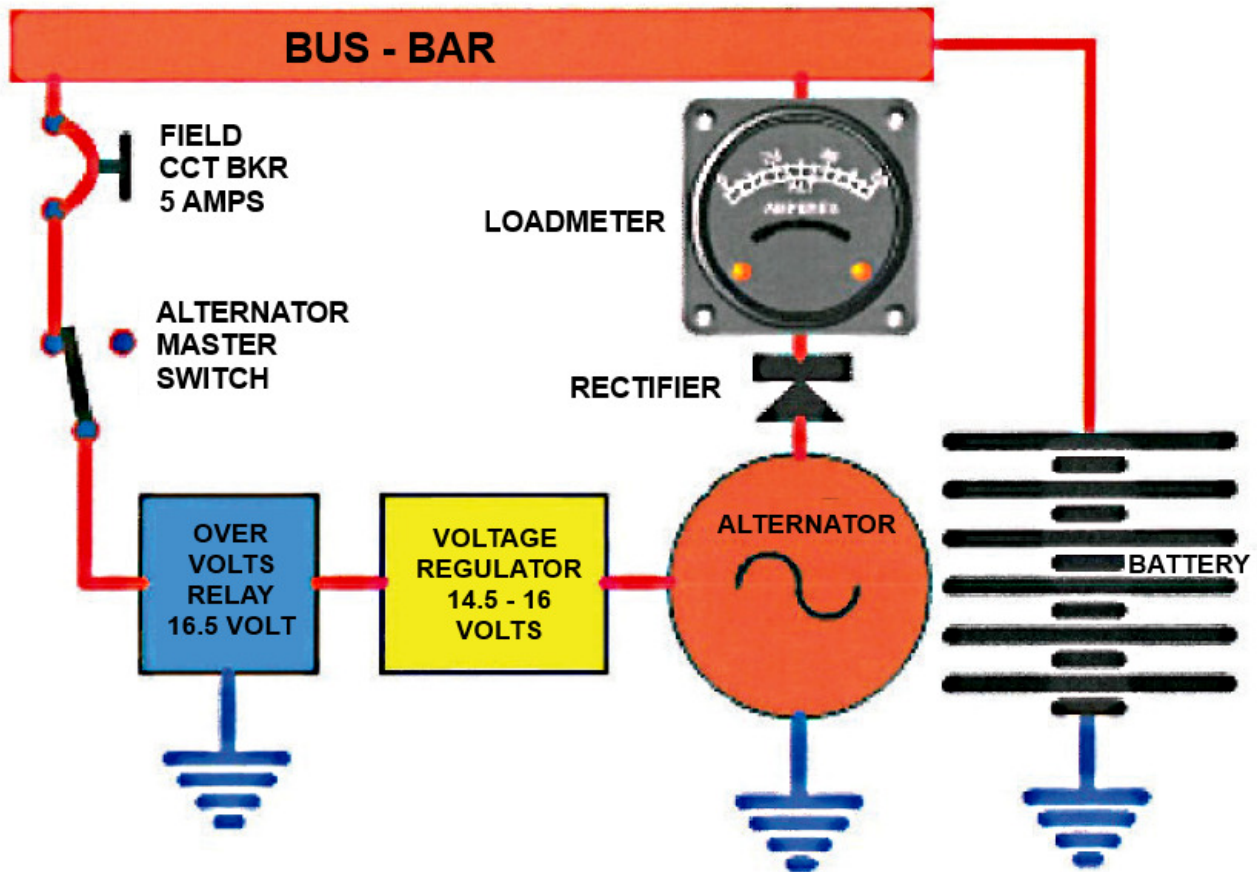 BUS - BAR
FIELD
CCT BKR
5 AMPS
LOADMETER
ALTERNATOR
MASTER
SWITCH
RECTIFIER
OVER
VOLTS
RELAY
16.5 VOLT
VOLTAGE
REGULATOR
14.5 - 16
VOLTS
ALTERNATOR
BATTERY